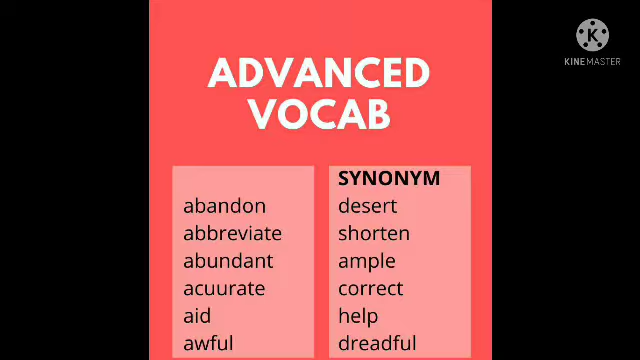 ADVANCED
VOCAB
K
KINEMASTER
SYNONYM
abandon desert
abbreviate shorten
abundant ample
acuurate correct
aid help
awful dreadful